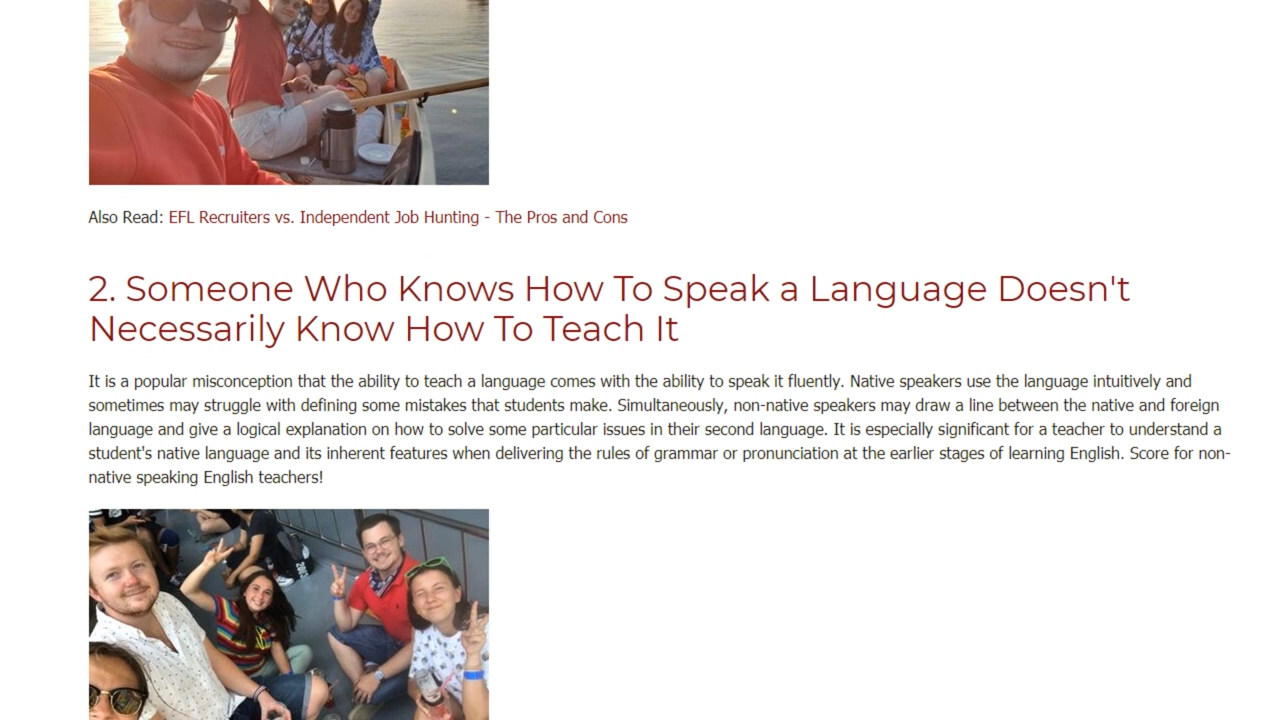 Also Read: EFL Recruiters vs. Independent Job Hunting - The Pros and Cons
2. Someone Who Knows How To Speak a Language Doesn't
Necessarily Know How To Teach It
It is a popular misconception that the ability to teach a language comes with the ability to speak it fluently. Native speakers use the language intuitively and
sometimes may struggle with defining some mistakes that students make. Simultaneously, non-native speakers may draw a line between the native and foreign
language and give a logical explanation on how to solve some particular issues in their second language. It is especially significant for a teacher to understand a
student's native language and its inherent features when delivering the rules of grammar or pronunciation at the earlier stages of learning English. Score for non-
native speaking English teachers!